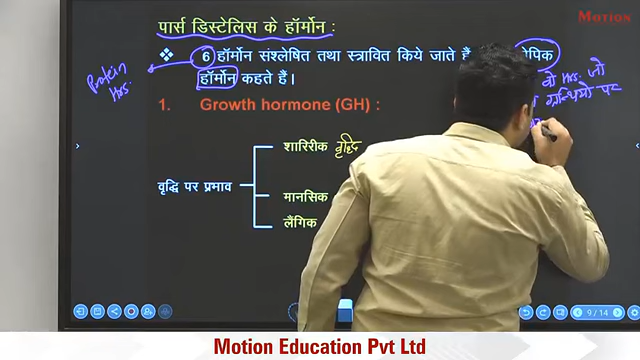 MOTION
पार्स डिस्टेलिस के हॉर्मोन :
❖ 6 हॉर्मोन संश्लेषित तथा स्त्रावित किये जाते हैं
हॉर्मोन कहते हैं।
Protein
Hrs.
वो Hrs. जो
ग्रन्थियो पर
1. Growth hormone (GH) :
शारिरीक वृद्धि
वृद्धि पर प्रभाव
मानसिक
लैंगिक
9 / 14
Motion Education Pvt Ltd